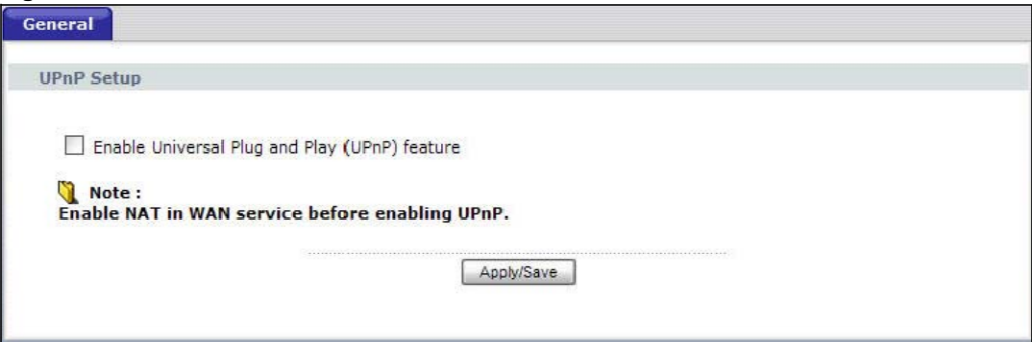 General
UPnP Setup
Enable Universal Plug and Play (UPnP) feature
Note :
Enable NAT in WAN service before enabling UPnP.
Apply/Save